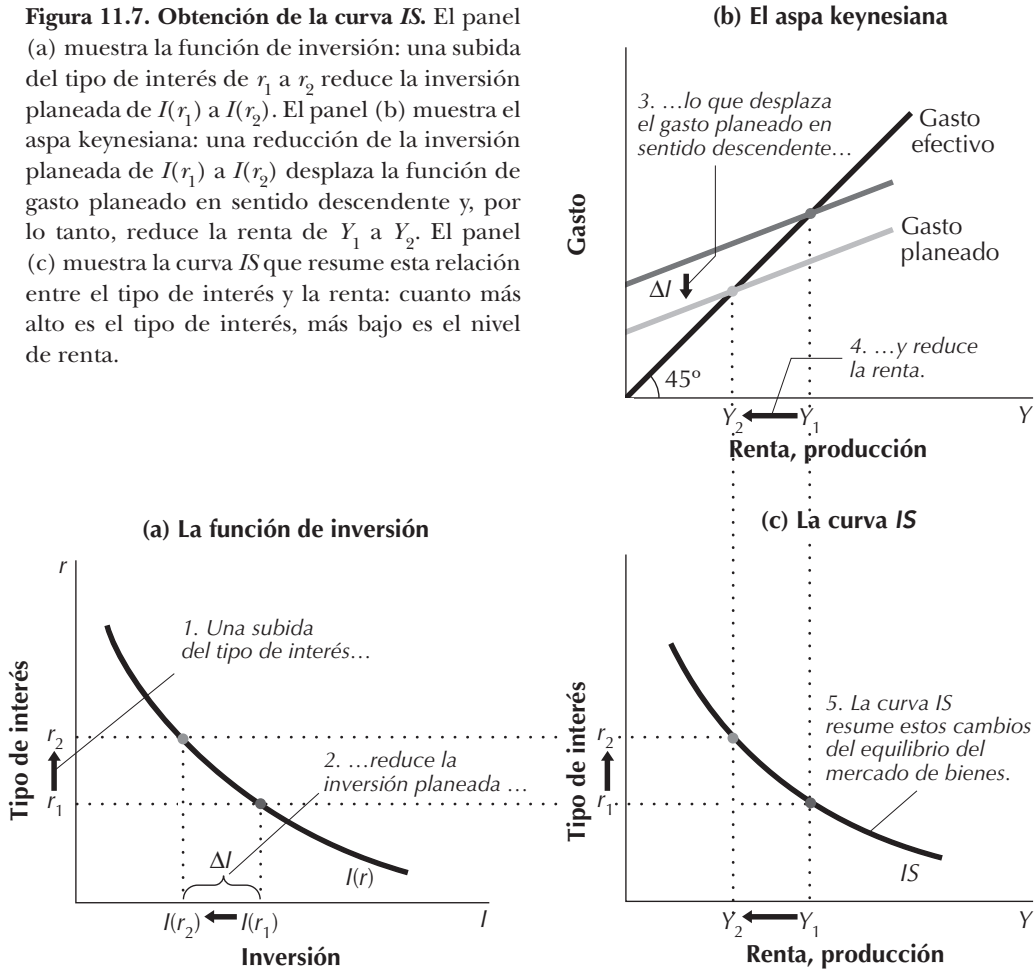 Figura 11.7. Obtención de la curva IS. El panel
(a) muestra la función de inversión: una subida
del tipo de interés de r₁ a r₂ reduce la inversión
planeada de I(r₁) a I(r₂). El panel (b) muestra el
aspa keynesiana: una reducción de la inversión
planeada de I(r₁) a I(r₂) desplaza la función de
gasto planeado en sentido descendente y, por
lo tanto, reduce la renta de Y₁ a Y₂. El panel
(c) muestra la curva IS que resume esta relación
entre el tipo de interés y la renta: cuanto más
alto es el tipo de interés, más bajo es el nivel
de renta.
(b) El aspa keynesiana
Gasto
3. …lo que desplaza
el gasto planeado en
sentido descendente…
Gasto
efectivo
Gasto
planeado
ΔI
45º
4. …y reduce
la renta.
Y₂
Y₁
Y
Renta, producción
(a) La función de inversión
r
Tipo de interés
1. Una subida
del tipo de interés…
r₂
r₁
2. …reduce la
inversión planeada …
ΔI
I(r)
I(r₂)
I(r₁)
I
Inversión
(c) La curva IS
Tipo de interés
r₂
r₁
5. La curva IS
resume estos cambios
del equilibrio del
mercado de bienes.
IS
Y₂
Y₁
Y
Renta, producción